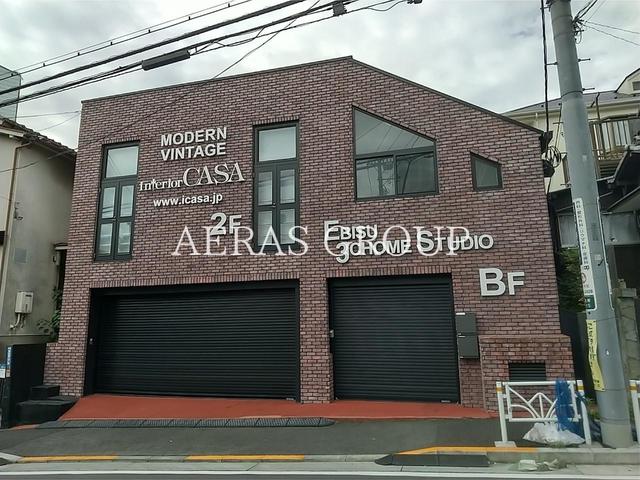 MODERN
VINTAGE
Interior CASA
www.icasa.jp
2F
EBISU
3CHOME STUDIO
BF
AERAS GROUP